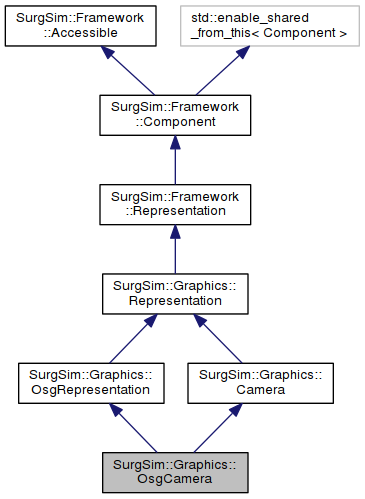 SurgSim::Framework
::Accessible
std::enable_shared
_from_this< Component >
SurgSim::Framework
::Component
SurgSim::Framework
::Representation
SurgSim::Graphics::
Representation
SurgSim::Graphics::
OsgRepresentation
SurgSim::Graphics::
Camera
SurgSim::Graphics::
OsgCamera